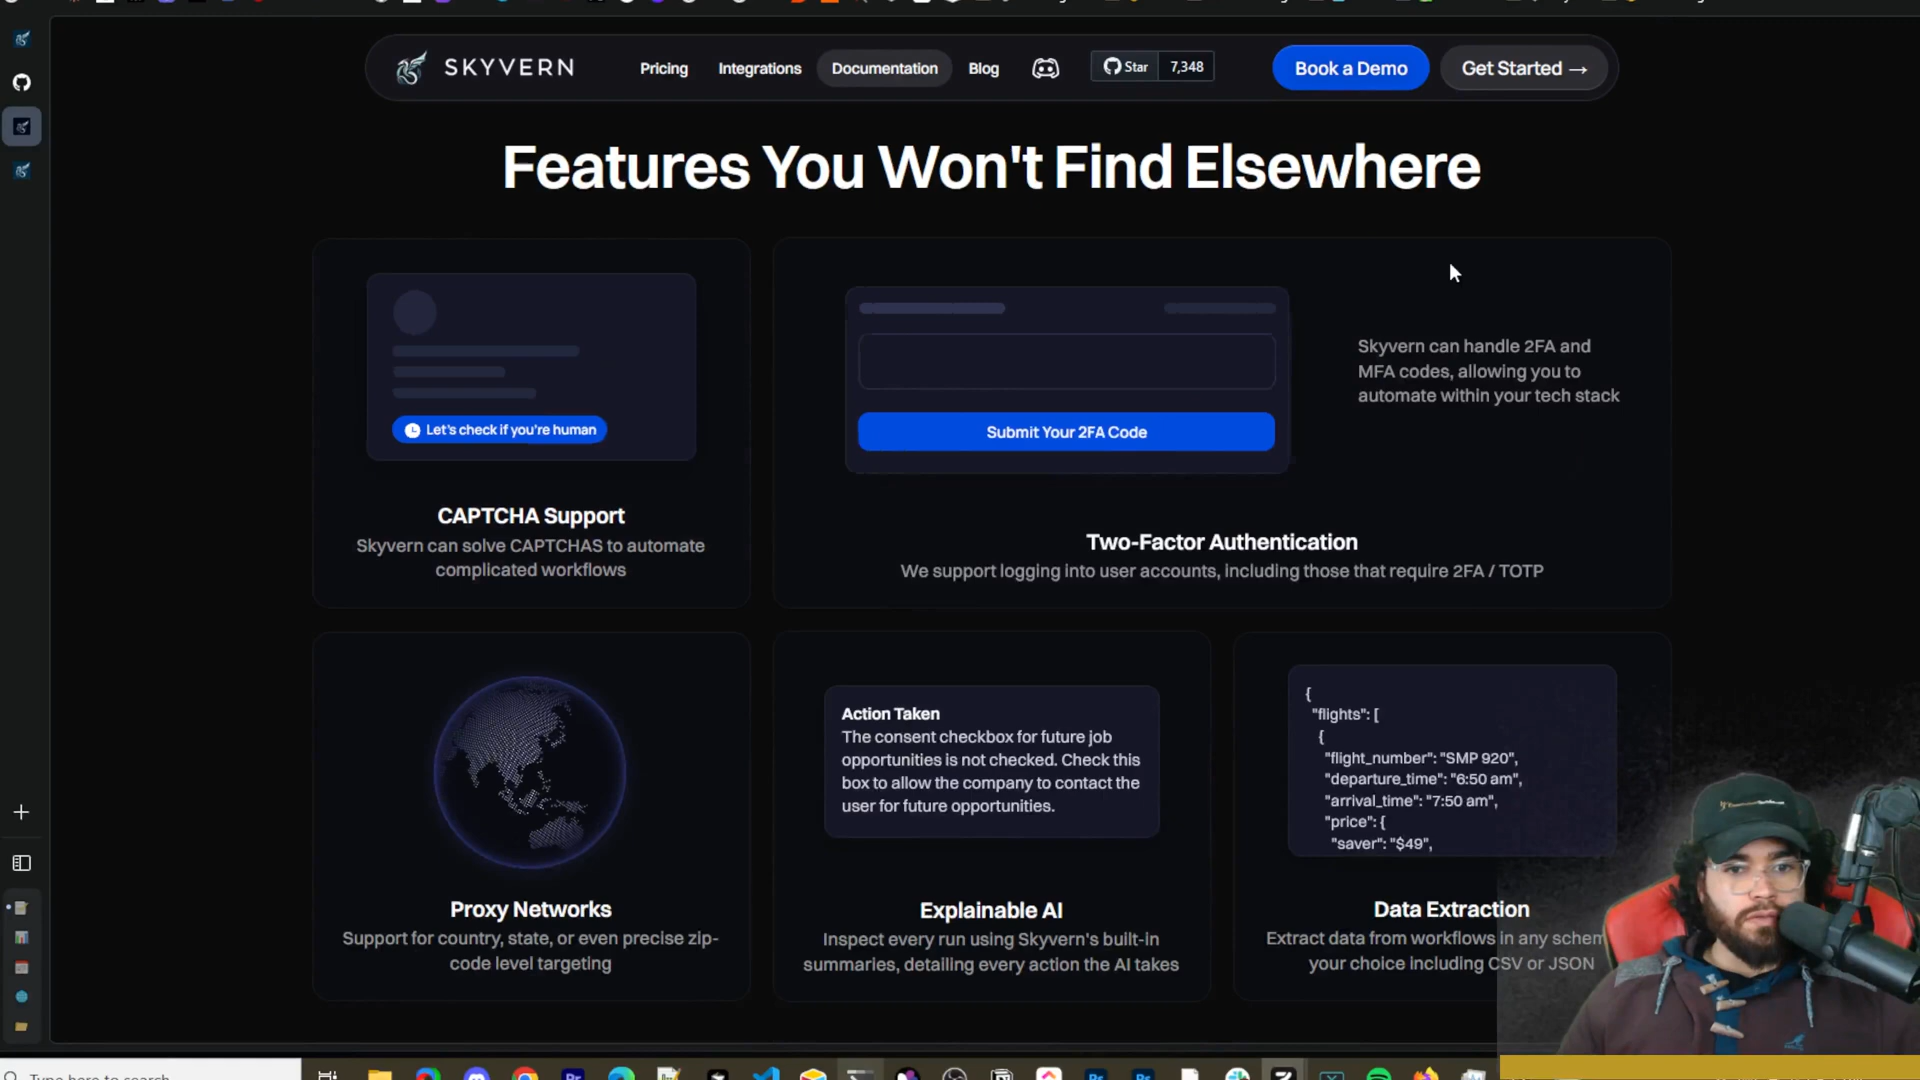 SKYVERN
Pricing
Integrations
Documentation
Blog
Star
7,348
Book a Demo
Get Started →
Features You Won't Find Elsewhere
Let's check if you're human
CAPTCHA Support
Skyvern can solve CAPTCHAS to automate
complicated workflows
Submit Your 2FA Code
Skyvern can handle 2FA and
MFA codes, allowing you to
automate within your tech stack
Two-Factor Authentication
We support logging into user accounts, including those that require 2FA / TOTP
Proxy Networks
Support for country, state, or even precise zip-
code level targeting
Action Taken
The consent checkbox for future job
opportunities is not checked. Check this
box to allow the company to contact the
user for future opportunities.
Explainable AI
Inspect every run using Skyvern's built-in
summaries, detailing every action the AI takes
{
"flights": [
{
"flight_number": "SMP 920",
"departure_time": "6:50 am",
"arrival_time": "7:50 am",
"price": {
"saver": "$49",
Data Extraction
Extract data from workflows in any schem
your choice including CSV or JSON
Type here to search